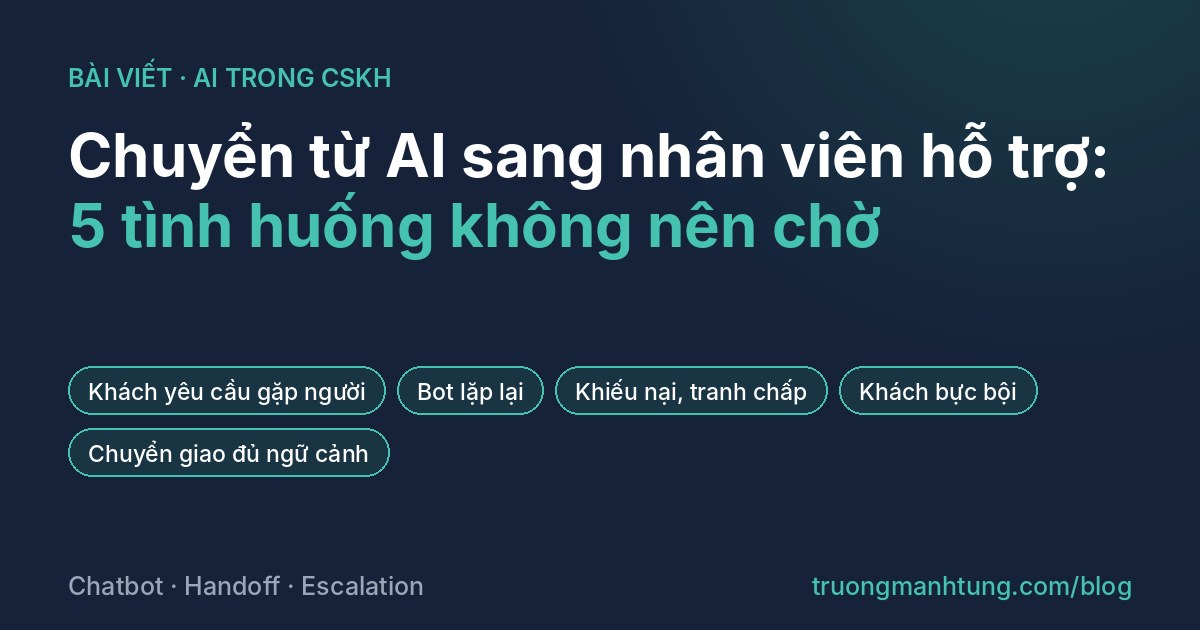 BÀI VIẾT · AI TRONG CSKH
Chuyển từ AI sang nhân viên hỗ trợ:
5 tình huống không nên chờ
Khách yêu cầu gặp người
Bot lặp lại
Khiếu nại, tranh chấp
Khách bực bội
Chuyển giao đủ ngữ cảnh
Chatbot · Handoff · Escalation
truongmanhtung.com/blog